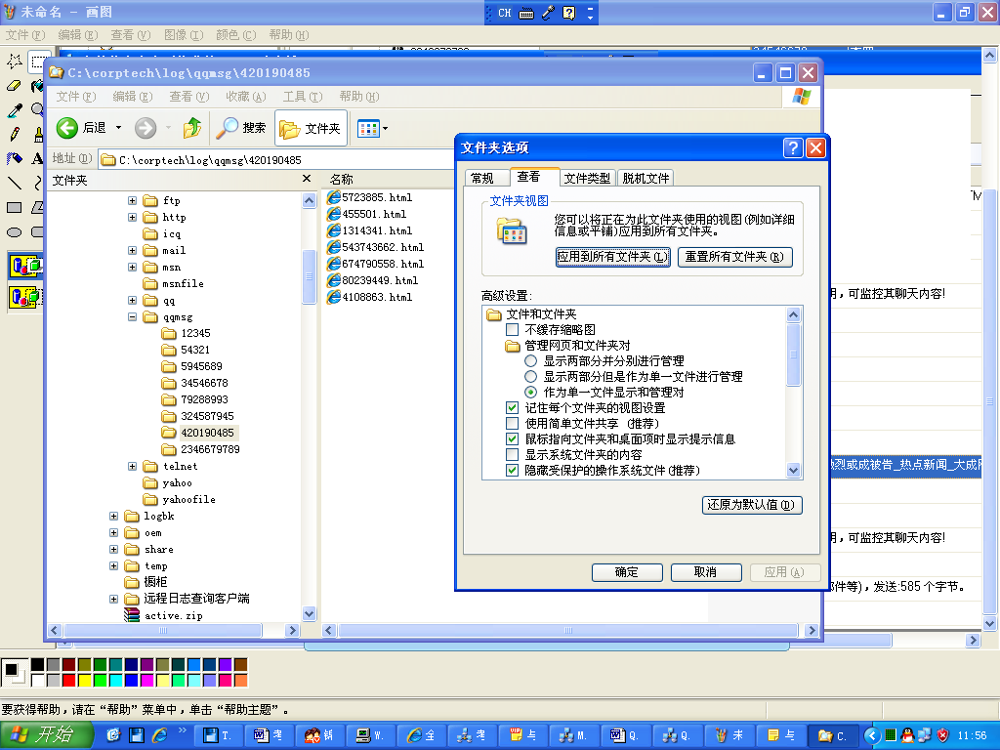 未命名 - 画图
CH
文件(F) 编辑(E) 查看(V) 图像(I) 颜色(C) 帮助(H)
C:\corptech\log\qqmsg\420190485
文件(F) 编辑(E) 查看(V) 收藏(A) 工具(T) 帮助(H)
后退 搜索 文件夹
地址(D) C:\corptech\log\qqmsg\420190485
文件夹
ftp
http
icq
mail
msn
msnfile
qq
qqmsg
12345
54321
5945689
34546678
79288993
324587945
420190485
2346679789
telnet
yahoo
yahoofile
logbk
oem
share
temp
橱柜
远程日志查询客户端
active.zip
名称
5723885.html
455501.html
1314341.html
543743662.html
674790558.html
80239449.html
4108863.html
文件夹选项
常规 查看 文件类型 脱机文件
文件夹视图
您可以将正在为此文件夹使用的视图(例如详细
信息或平铺)应用到所有文件夹。
应用到所有文件夹(L) 重置所有文件夹(R)
高级设置:
文件和文件夹
不缓存缩略图
管理网页和文件夹对
显示两部分并分别进行管理
显示两部分但是作为单一文件进行管理
作为单一文件显示和管理对
记住每个文件夹的视图设置
使用简单文件共享 (推荐)
鼠标指向文件夹和桌面项时显示提示信息
显示系统文件夹的内容
隐藏受保护的操作系统文件(推荐)
还原为默认值(D)
确定 取消 应用(A)
TM
,可监控其聊天内容!
烈或成被告_热点新闻_大成网
,可监控其聊天内容!
件等),发送:585个字节。
要获得帮助,请在“帮助”菜单中,单击“帮助主题”。
开始 T. W. 全 M. Q. Q. C. 11:56